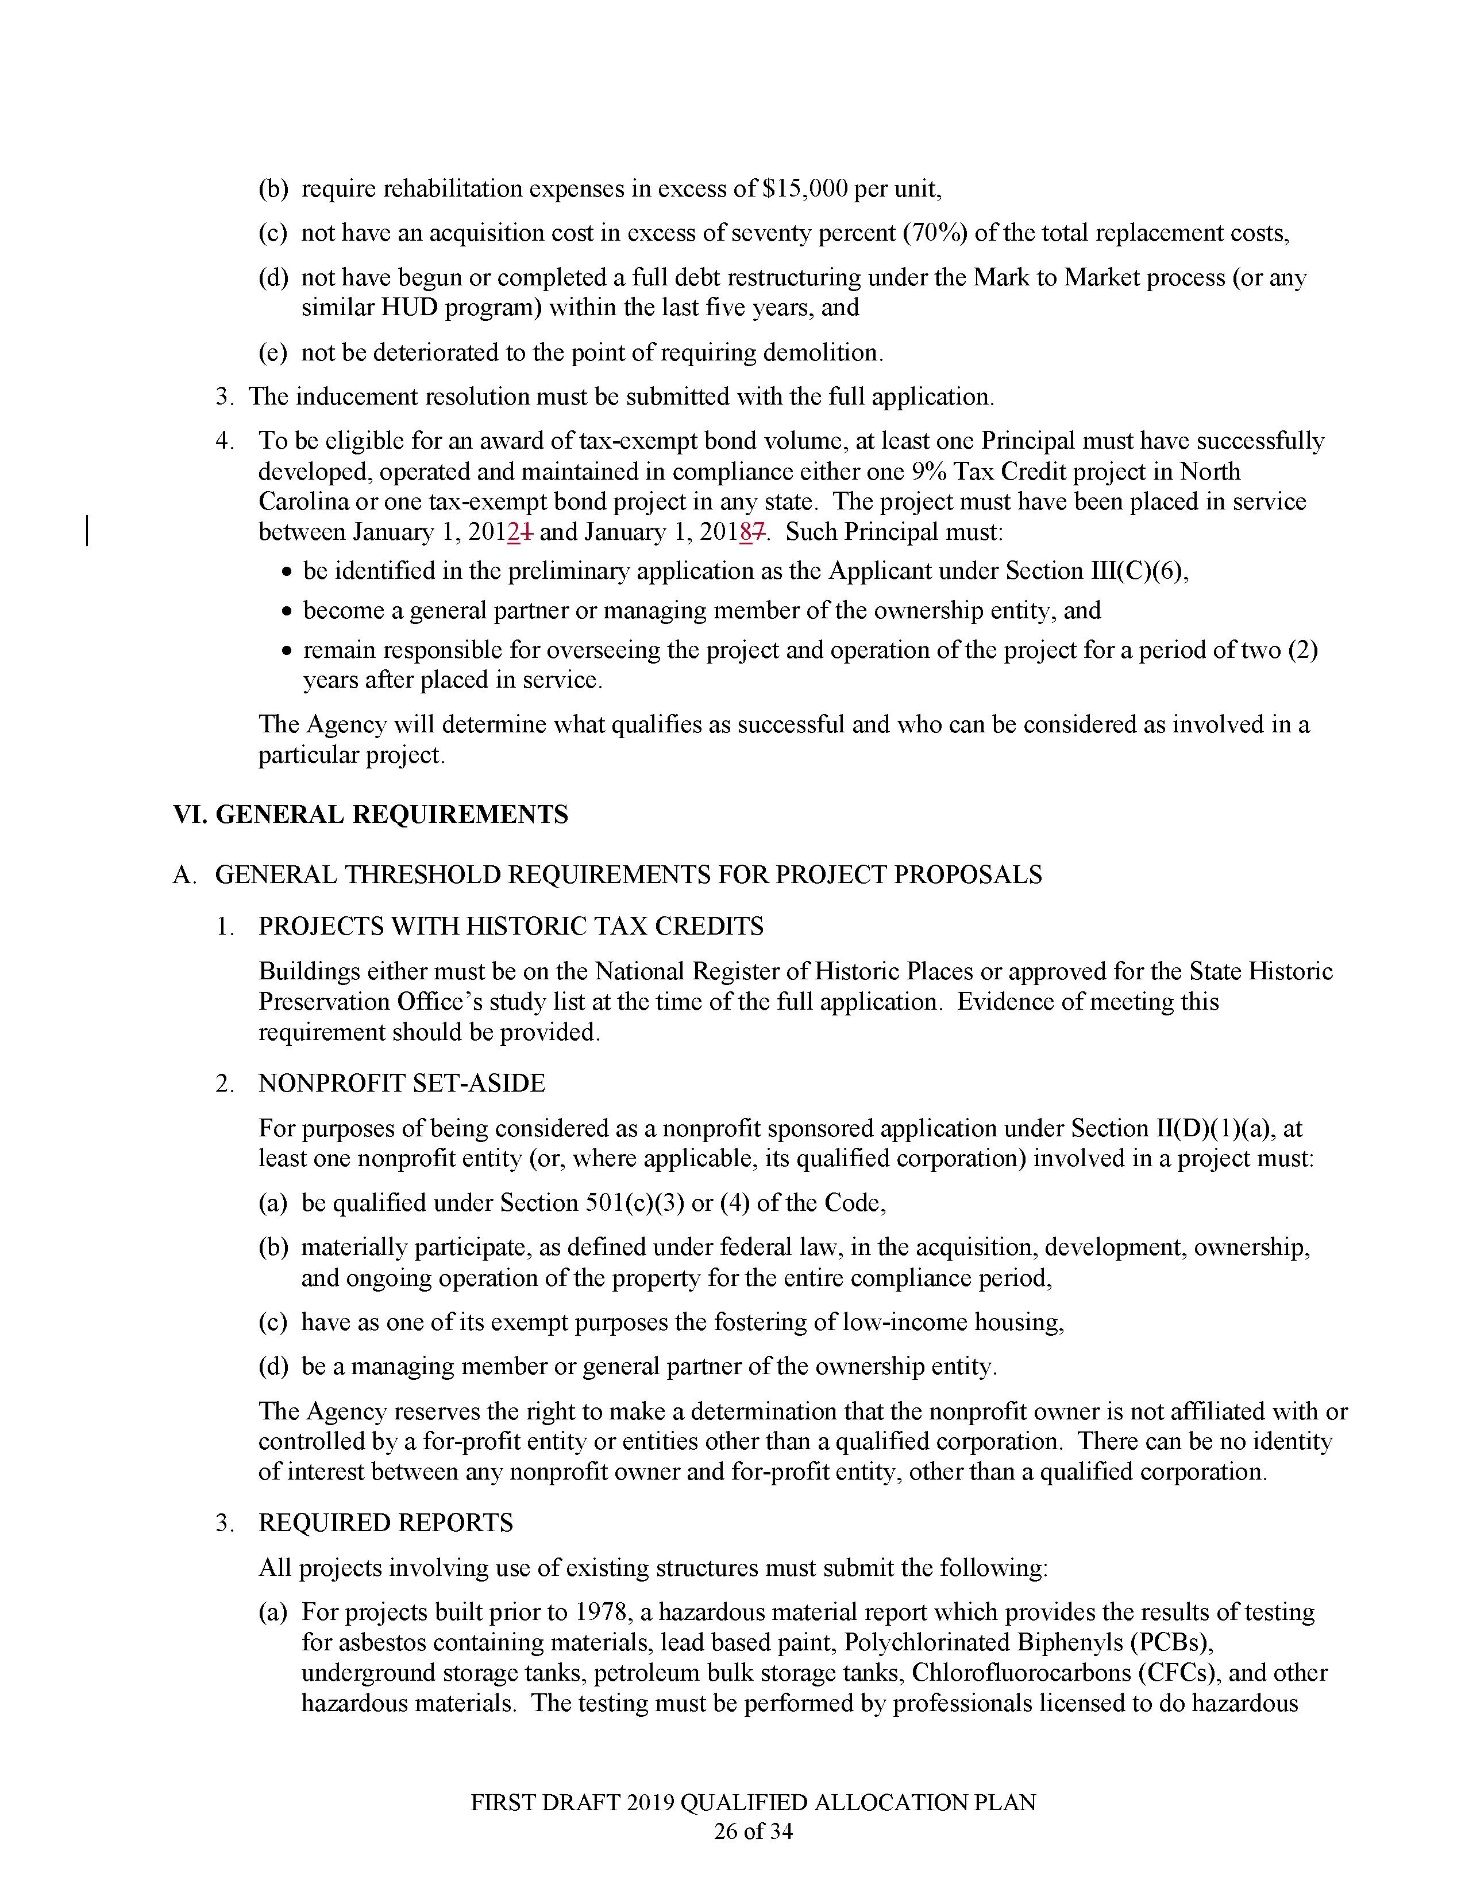 (b) require rehabilitation expenses in excess of $15,000 per unit,
(c) not have an acquisition cost in excess of seventy percent (70%) of the total replacement costs,
(d) not have begun or completed a full debt restructuring under the Mark to Market process (or any
similar HUD program) within the last five years, and
(e) not be deteriorated to the point of requiring demolition.
3. The inducement resolution must be submitted with the full application.
4. To be eligible for an award of tax-exempt bond volume, at least one Principal must have successfully
developed, operated and maintained in compliance either one 9% Tax Credit project in North
Carolina or one tax-exempt bond project in any state. The project must have been placed in service
between January 1, 20121 and January 1, 20187. Such Principal must:
• be identified in the preliminary application as the Applicant under Section III(C)(6),
• become a general partner or managing member of the ownership entity, and
• remain responsible for overseeing the project and operation of the project for a period of two (2)
years after placed in service.
The Agency will determine what qualifies as successful and who can be considered as involved in a
particular project.
VI. GENERAL REQUIREMENTS
A. GENERAL THRESHOLD REQUIREMENTS FOR PROJECT PROPOSALS
1. PROJECTS WITH HISTORIC TAX CREDITS
Buildings either must be on the National Register of Historic Places or approved for the State Historic
Preservation Office's study list at the time of the full application. Evidence of meeting this
requirement should be provided.
2. NONPROFIT SET-ASIDE
For purposes of being considered as a nonprofit sponsored application under Section II(D)(1)(a), at
least one nonprofit entity (or, where applicable, its qualified corporation) involved in a project must:
(a) be qualified under Section 501(c)(3) or (4) of the Code,
(b) materially participate, as defined under federal law, in the acquisition, development, ownership,
and ongoing operation of the property for the entire compliance period,
(c) have as one of its exempt purposes the fostering of low-income housing,
(d) be a managing member or general partner of the ownership entity.
The Agency reserves the right to make a determination that the nonprofit owner is not affiliated with or
controlled by a for-profit entity or entities other than a qualified corporation. There can be no identity
of interest between any nonprofit owner and for-profit entity, other than a qualified corporation.
3. REQUIRED REPORTS
All projects involving use of existing structures must submit the following:
(a) For projects built prior to 1978, a hazardous material report which provides the results of testing
for asbestos containing materials, lead based paint, Polychlorinated Biphenyls (PCBs),
underground storage tanks, petroleum bulk storage tanks, Chlorofluorocarbons (CFCs), and other
hazardous materials. The testing must be performed by professionals licensed to do hazardous
FIRST DRAFT 2019 QUALIFIED ALLOCATION PLAN
26 of 34